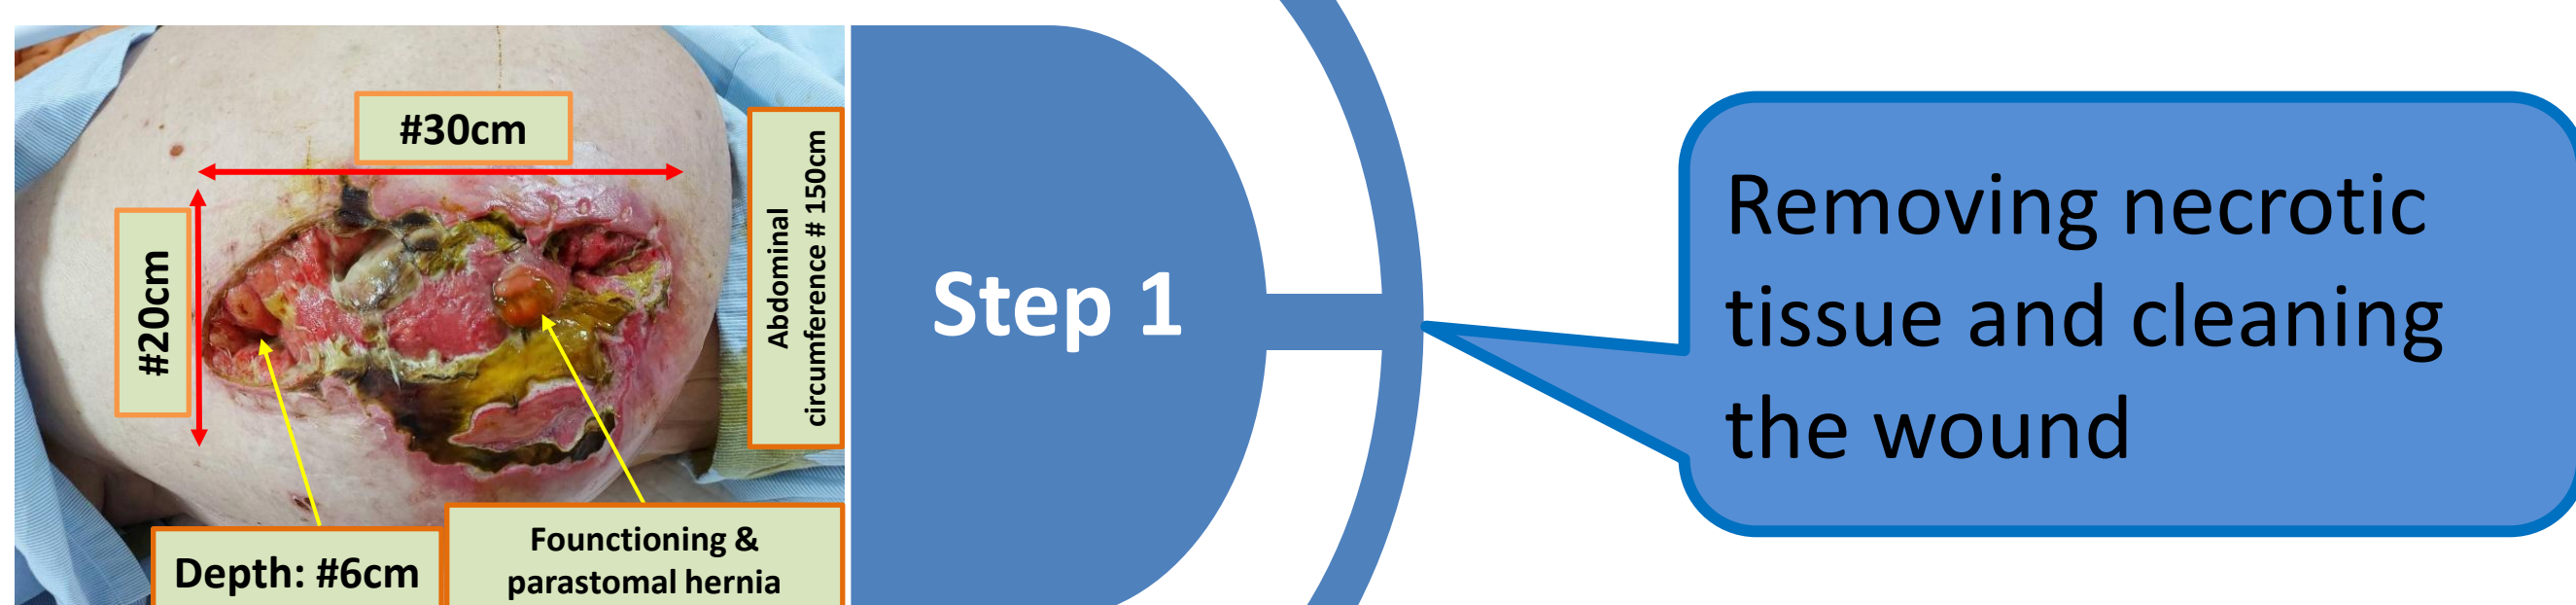 #30cm
#20cm
Abdominal
circumference # 150cm
Depth: #6cm
Founctioning &
parastomal hernia
Step 1
Removing necrotic
tissue and cleaning
the wound